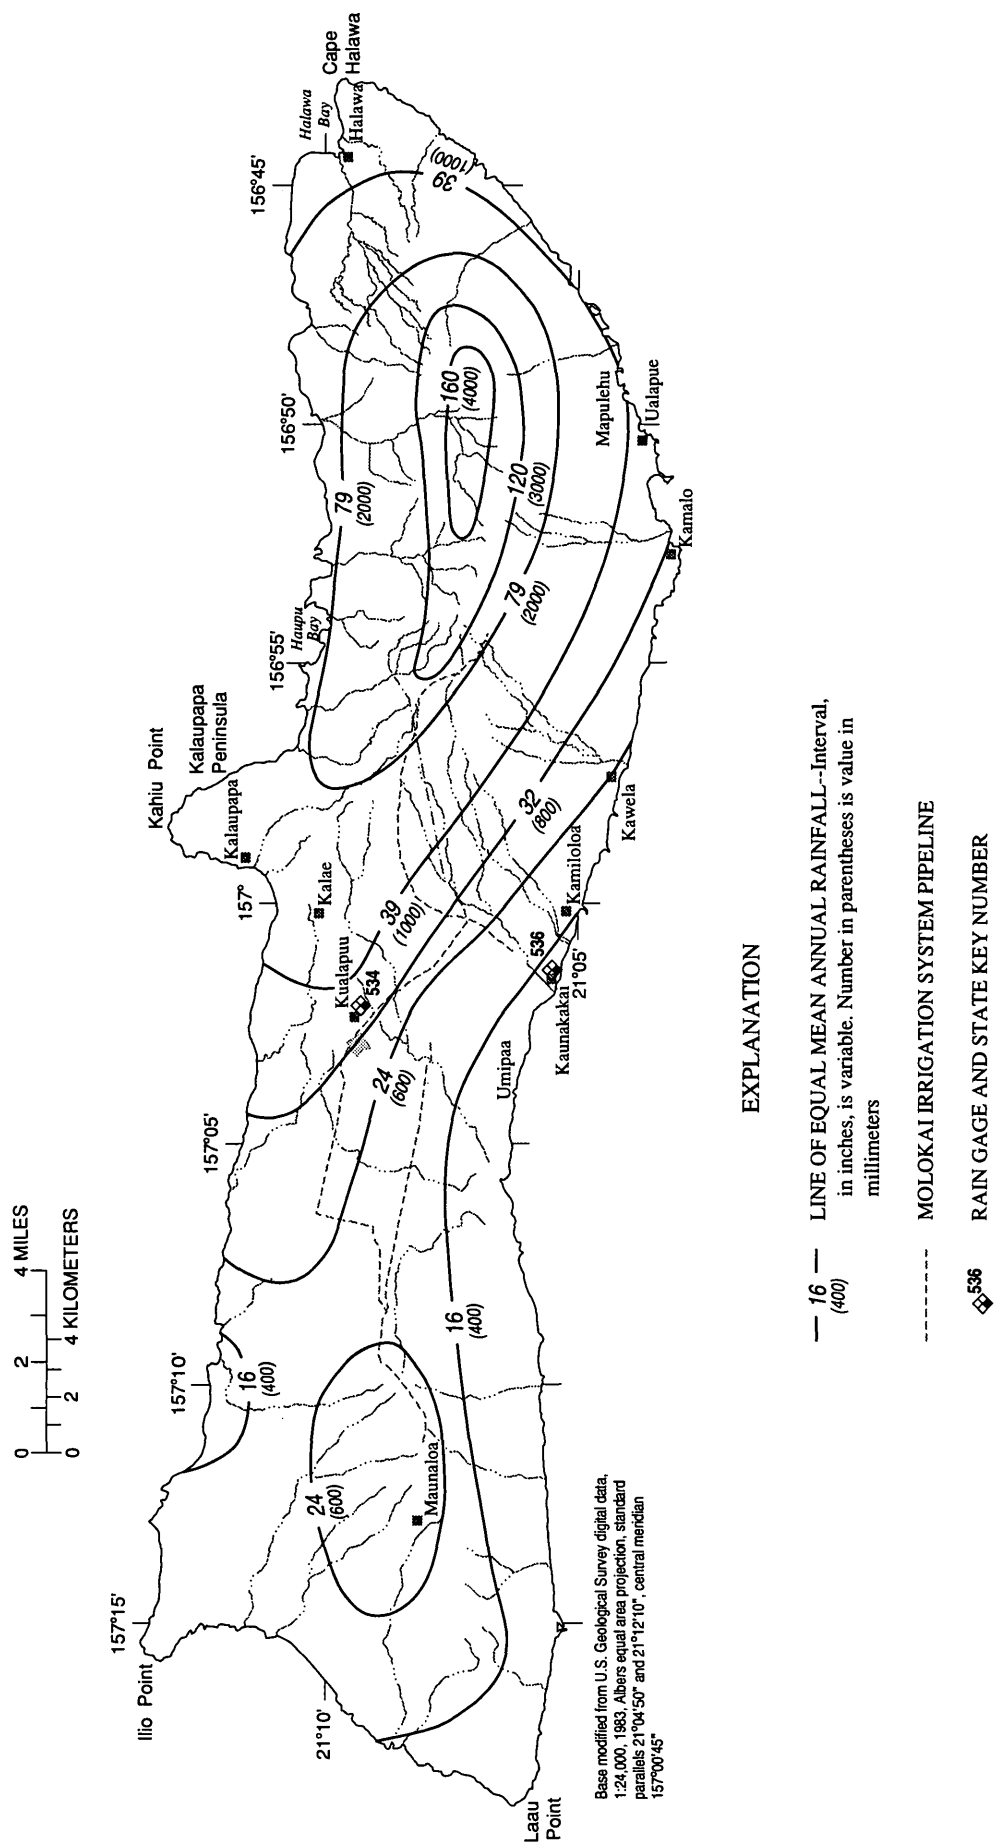 Ilio Point
157°15'
157°10'
157°05'
157°
156°55'
156°50'
156°45'
0
2
4 MILES
0
2
4 KILOMETERS
Kahiu Point
Kalaupapa
Peninsula
Kalaupapa
Haupu
Bay
Halawa
Bay
Cape
Halawa
Halawa
39
(1000)
16
(400)
24
(600)
Maunaloa
21°10'
Laau
Point
16
(400)
24
(600)
Kualapuu
534
Kalae
39
(1000)
32
(800)
79
(2000)
79
(2000)
120
(3000)
160
(4000)
Umipaa
Kaunakakai
536
21°05'
Kamiloloa
Kawela
Kamalo
Ualapue
Mapulehu
Base modified from U.S. Geological Survey digital data,
1:24,000, 1983, Albers equal area projection, standard
parallels 21°04'50" and 21°12'10", central meridian
157°00'45"
EXPLANATION
16
(400)
LINE OF EQUAL MEAN ANNUAL RAINFALL--Interval,
in inches, is variable. Number in parentheses is value in
millimeters
MOLOKAI IRRIGATION SYSTEM PIPELINE
536
RAIN GAGE AND STATE KEY NUMBER